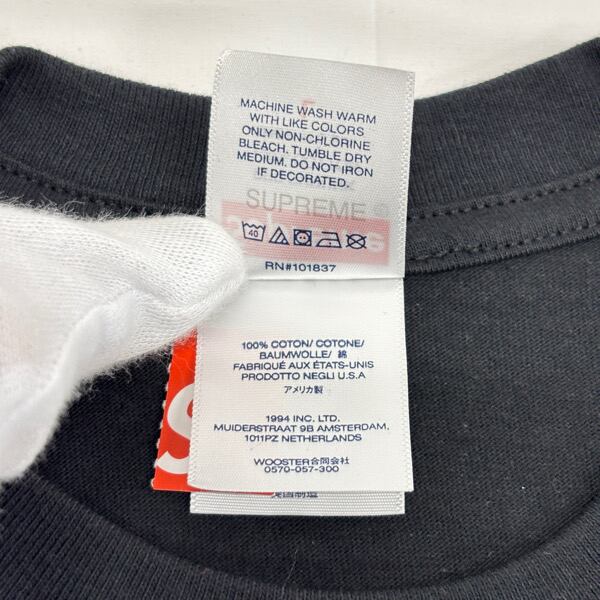 MACHINE WASH WARM
WITH LIKE COLORS
ONLY NON-CHLORINE
BLEACH. TUMBLE DRY
MEDIUM. DO NOT IRON
IF DECORATED.
SUPREME
40
RN#101837
100% COTON/ COTONE/
BAUMWOLLE/ 綿
FABRIQUÉ AUX ÉTATS-UNIS
PRODOTTO NEGLI U.S.A
アメリカ製
1994 INC. LTD.
MUIDERSTRAAT 9B AMSTERDAM,
1011PZ NETHERLANDS
WOOSTER合同会社
0570-057-300
S